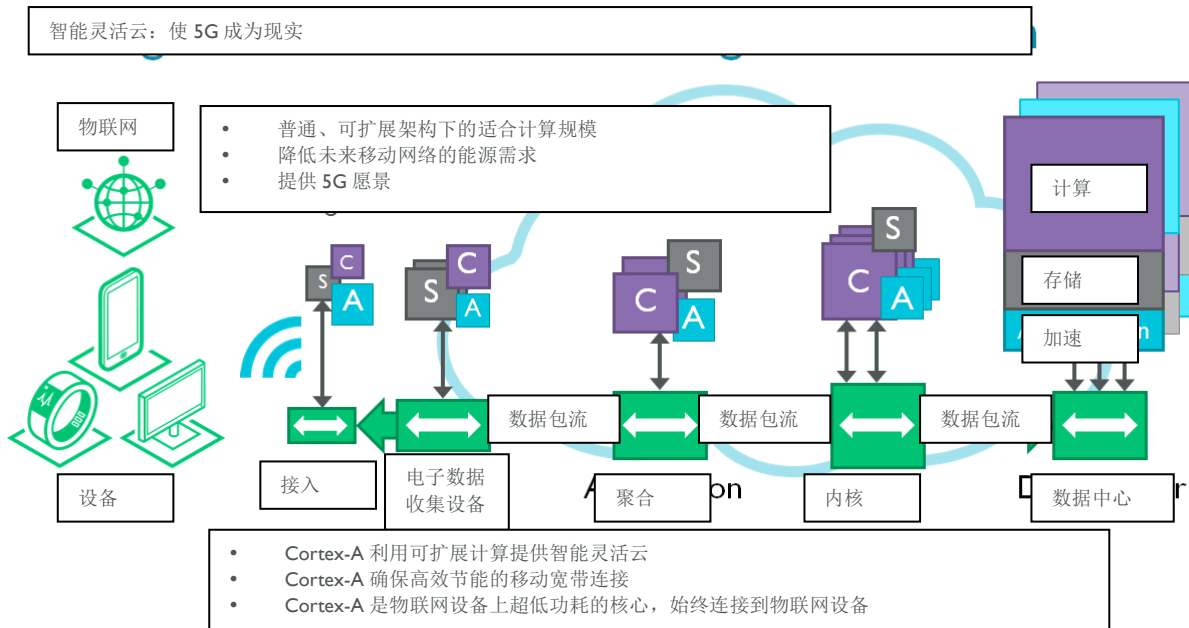 智能灵活云：使 5G 成为现实
物联网
• 普通、可扩展架构下的适合计算规模
• 降低未来移动网络的能源需求
• 提供 5G 愿景
计算
存储
加速
S
C
A
S
C
A
C
S
A
C
S
A
数据包流
数据包流
数据包流
设备
接入
电子数据
收集设备
聚合
内核
数据中心
• Cortex-A 利用可扩展计算提供智能灵活云
• Cortex-A 确保高效节能的移动宽带连接
• Cortex-A 是物联网设备上超低功耗的核心，始终连接到物联网设备